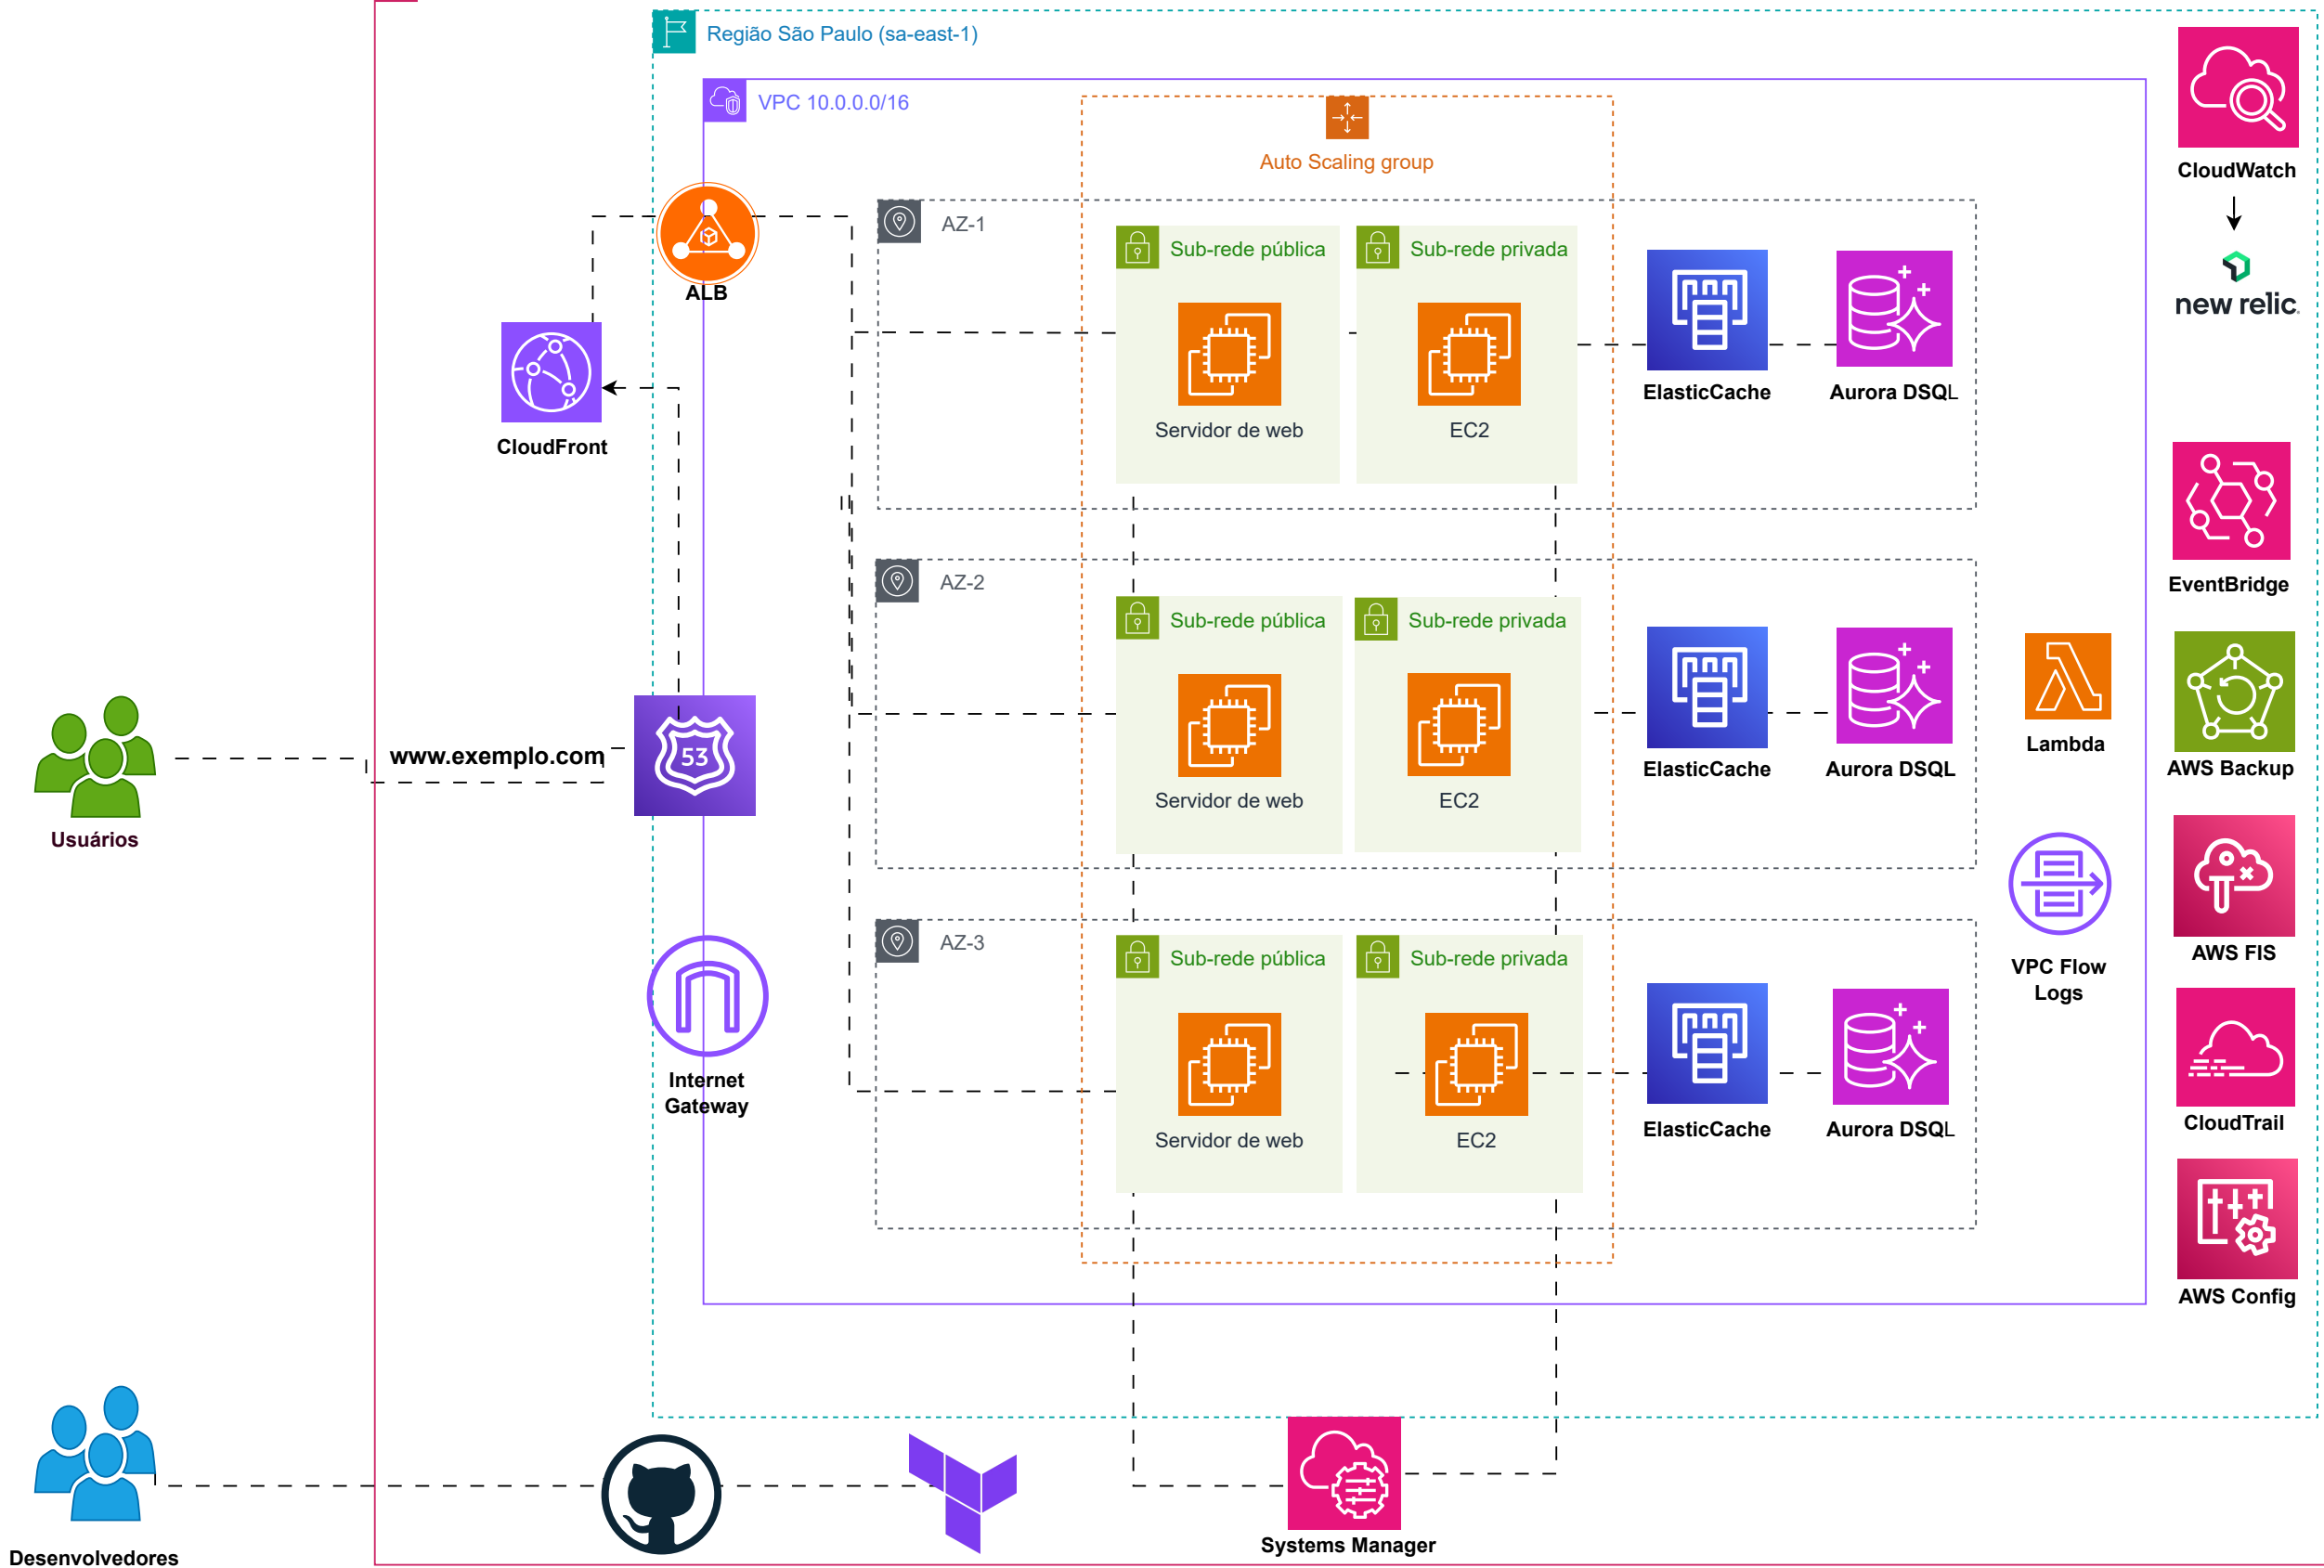 Região São Paulo (sa-east-1)
VPC 10.0.0.0/16
Auto Scaling group
CloudWatch
new relic.
ALB
CloudFront
AZ-1
Sub-rede pública
Sub-rede privada
Servidor de web
EC2
ElasticCache
Aurora DSQL
EventBridge
AZ-2
Sub-rede pública
Sub-rede privada
Servidor de web
EC2
ElasticCache
Aurora DSQL
Lambda
AWS Backup
Usuários
www.exemplo.com
53
AWS FIS
VPC Flow
Logs
Internet
Gateway
AZ-3
Sub-rede pública
Sub-rede privada
Servidor de web
EC2
ElasticCache
Aurora DSQL
CloudTrail
AWS Config
Desenvolvedores
Systems Manager